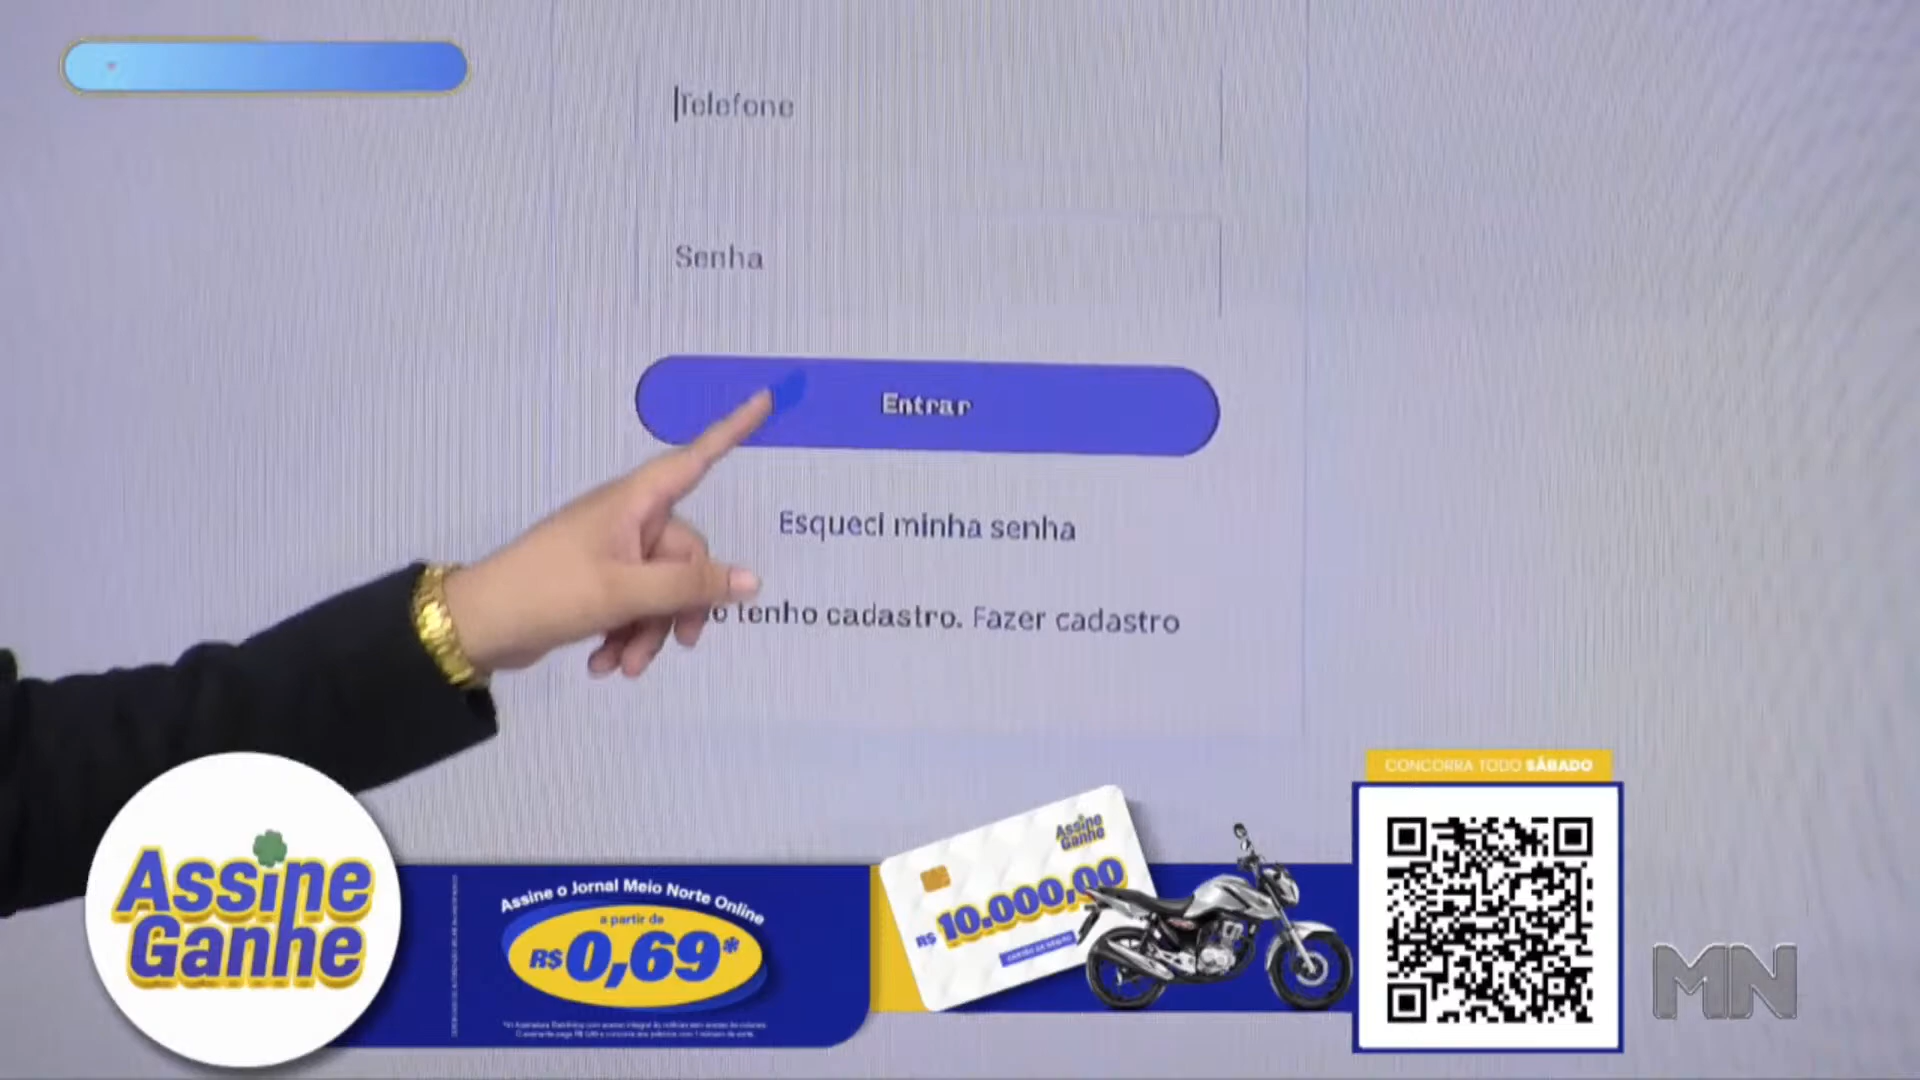 Telefone
Senha
Entrar
Esqueci minha senha
o tenho cadastro. Fazer cadastro
CONCORRA TODO SÁBADO
Assine
Ganhe
Assine o Jornal Meio Norte Online
a partir de
R$ 0,69*
Assine
Ganhe
R$ 10.000,00
MN